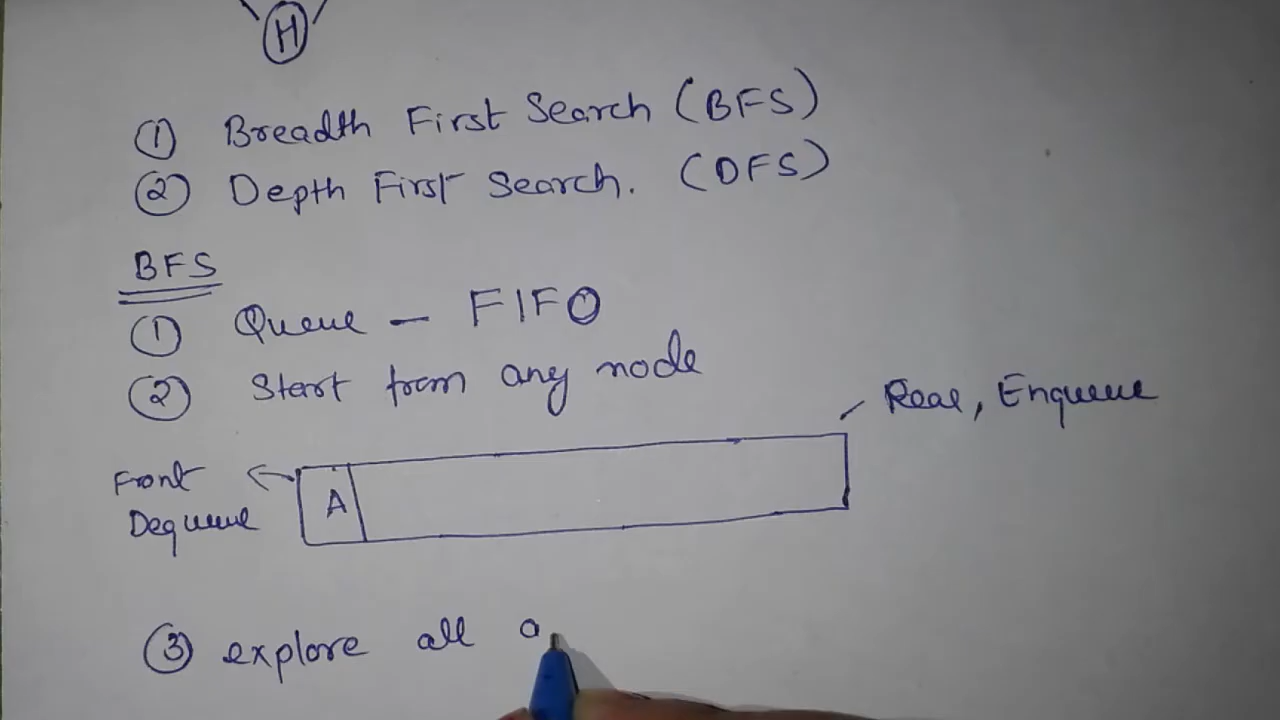 H
① Breadth First Search (BFS)
② Depth First Search. (DFS)
BFS
① Queue – FIFO
② Start from any node
Rear, Enqueue
Front
Dequeue
A
③ explore all a